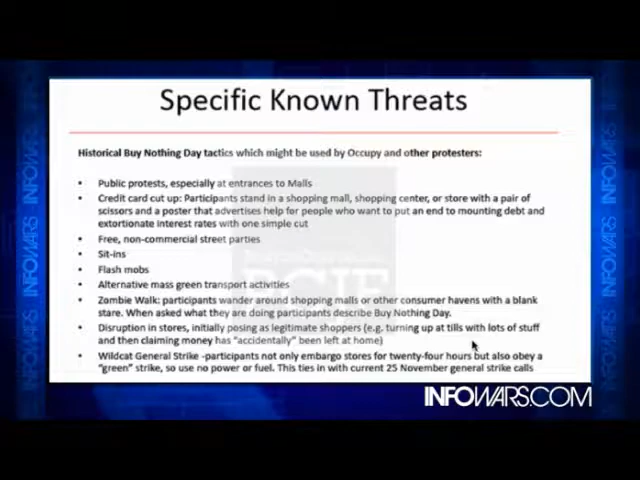 Specific Known Threats
Historical Buy Nothing Day tactics which might be used by Occupy and other protesters:
• Public protests, especially at entrances to Malls
• Credit card cut up: Participants stand in a shopping mall, shopping center, or store with a pair of
scissors and a poster that advertises help for people who want to put an end to mounting debt and
extortionate interest rates with one simple cut
• Free, non-commercial street parties
• Sit-ins
• Flash mobs
• Alternative mass green transport activities
• Zombie Walk: participants wander around shopping malls or other consumer havens with a blank
stare. When asked what they are doing participants describe Buy Nothing Day.
• Disruption in stores, initially posing as legitimate shoppers (e.g. turning up at tills with lots of stuff
and then claiming money has "accidentally" been left at home)
• Wildcat General Strike -participants not only embargo stores for twenty-four hours but also obey a
"green" strike, so use no power or fuel. This ties in with current 25 November general strike calls
INFOWARS.COM
INFOWARS
INFOWARS